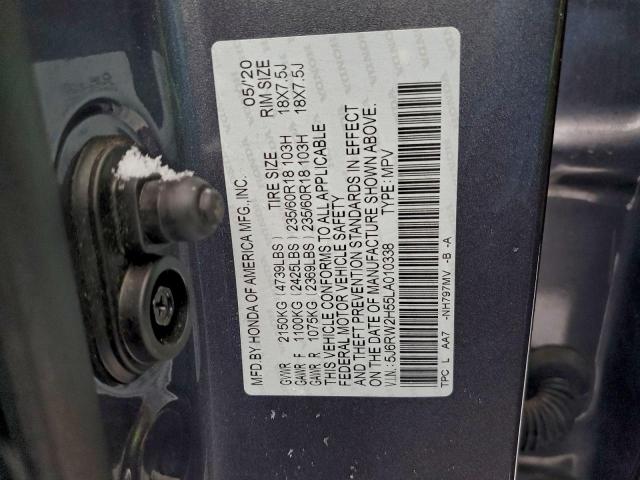 MFD.BY HONDA OF AMERICA MFG.,INC. 05/'20
GVWR 2150KG (4739LBS) TIRE SIZE RIM SIZE
GAWR F 1100KG (2425LBS) 235/60R18 103H 18X7.5J
GAWR R 1075KG (2369LBS) 235/60R18 103H 18X7.5J
THIS VEHICLE CONFORMS TO ALL APPLICABLE
FEDERAL MOTOR VEHICLE SAFETY
AND THEFT PREVENTION STANDARDS IN EFFECT
ON THE DATE OF MANUFACTURE SHOWN ABOVE.
V.I.N.: 5J6RW2H55LA010338 TYPE: MPV
TPC L AA7 -NH797MV -B -A